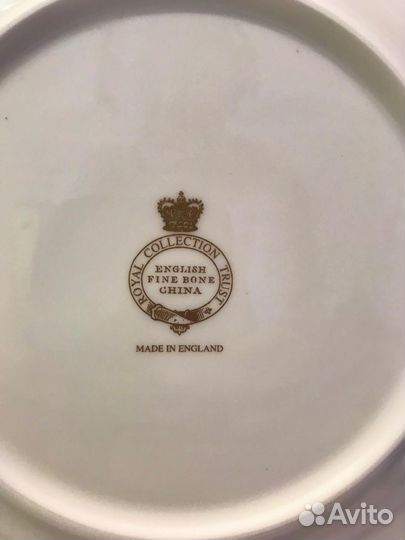 ROYAL COLLECTION TRUST
ENGLISH
FINE BONE
CHINA
MADE IN ENGLAND
Avito